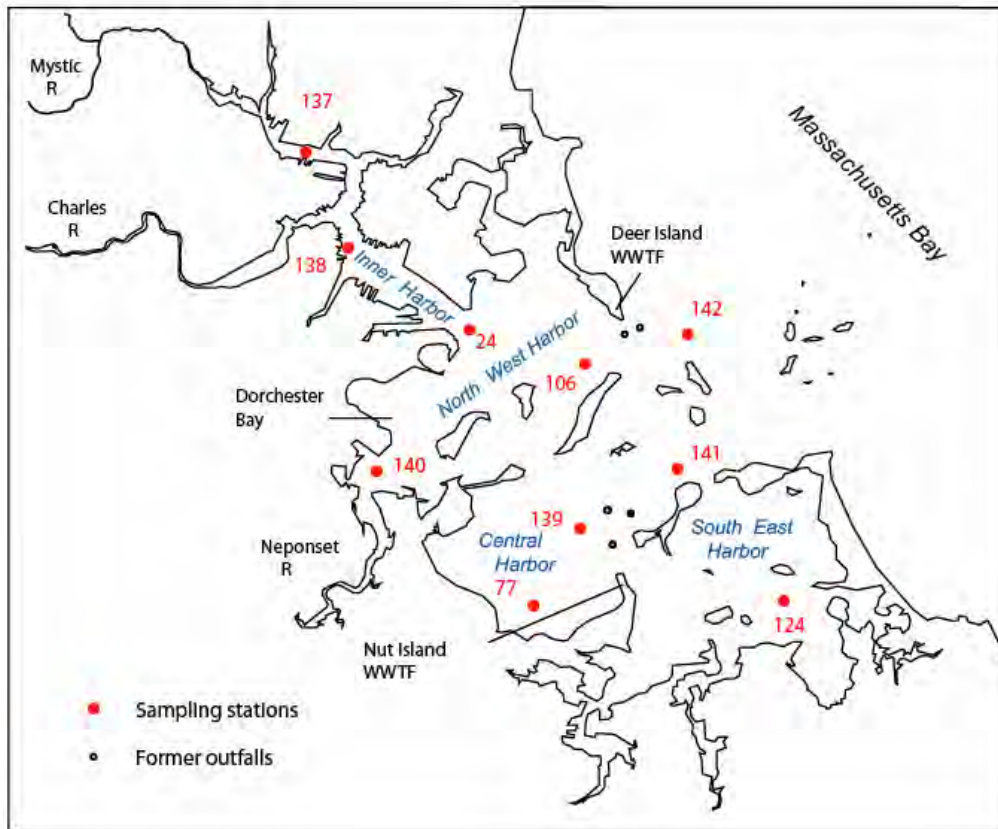 Mystic
R
137
Massachusetts Bay
Charles
R
138
Inner Harbor
Deer Island
WWTF
142
24
North West Harbor
106
Dorchester
Bay
140
141
139
Central
Harbor
South East
Harbor
Neponset
R
77
124
Nut Island
WWTF
Sampling stations
Former outfalls